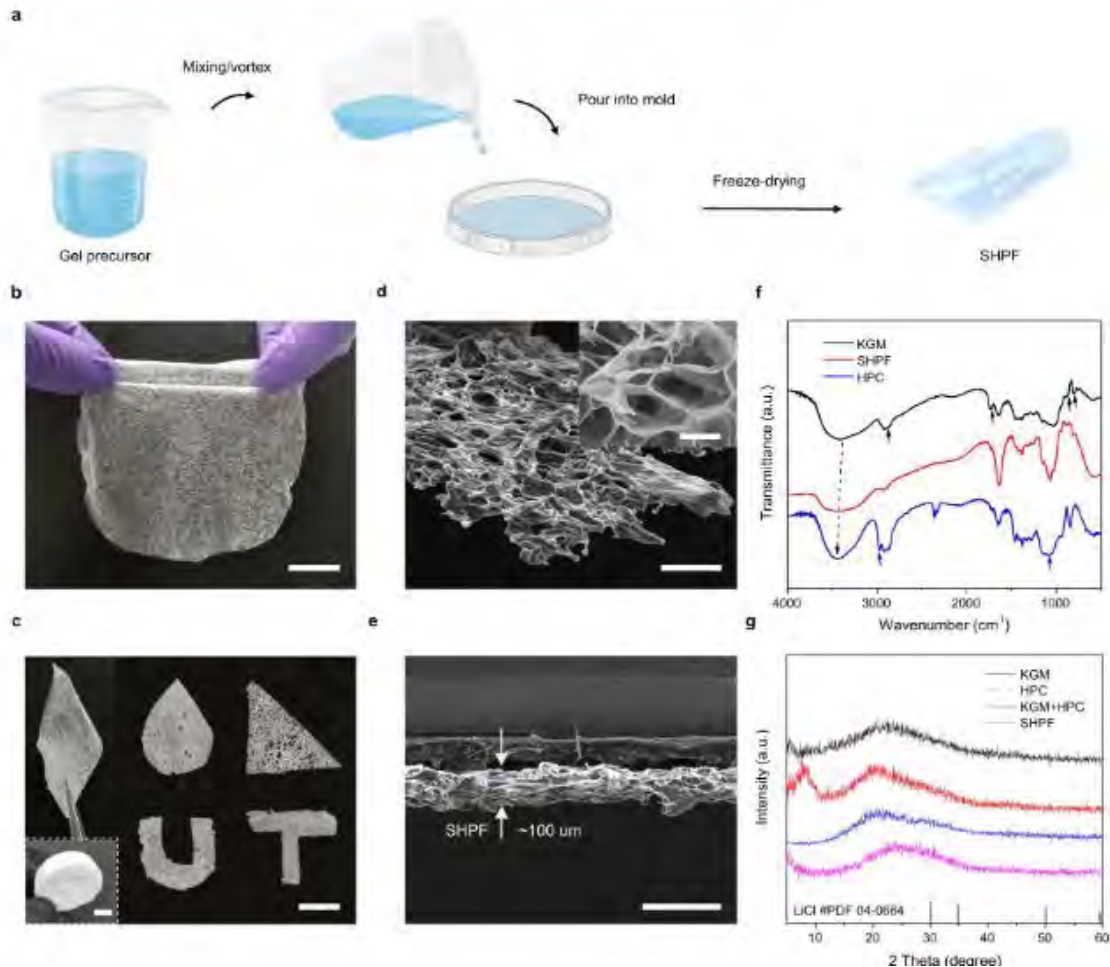 a
Mixing/vortex
Pour into mold
Freeze-drying
Gel precursor
SHPF
b
d
f
KGM
SHPF
HPC
Transmittance (a.u.)
4000 3000 2000 1000
Wavenumber (cm⁻¹)
c
e
g
U T
SHPF ~100 um
KGM
HPC
KGM+HPC
SHPF
Intensity (a.u.)
LiCl #PDF 04-0664
10 20 30 40 50 60
2 Theta (degree)